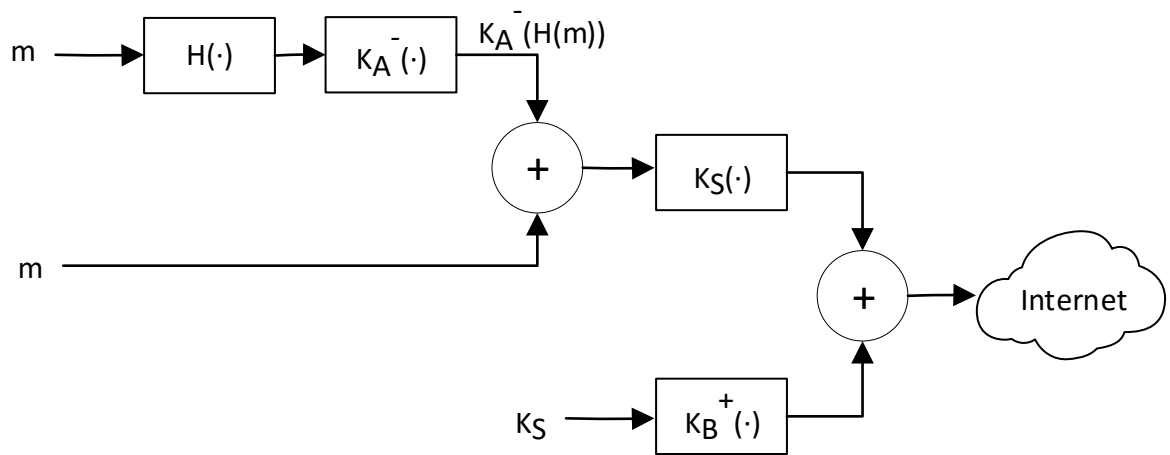 m
H(·)
K_A^-(·)
K_A^-(H(m))
+
K_S(·)
m
+
Internet
K_S
K_B^+(·)